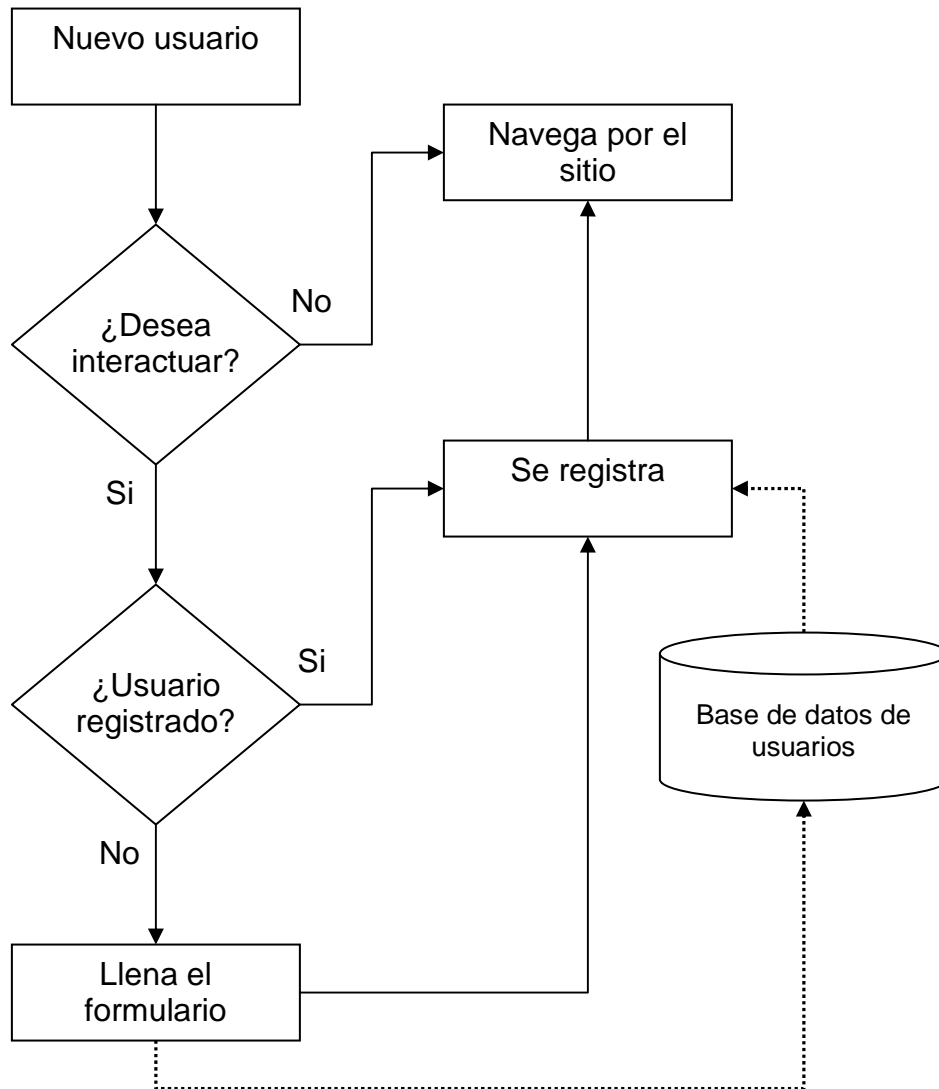 Nuevo usuario
Navega por el
sitio
No
¿Desea
interactuar?
Si
Se registra
Si
¿Usuario
registrado?
Base de datos de
usuarios
No
Llena el
formulario